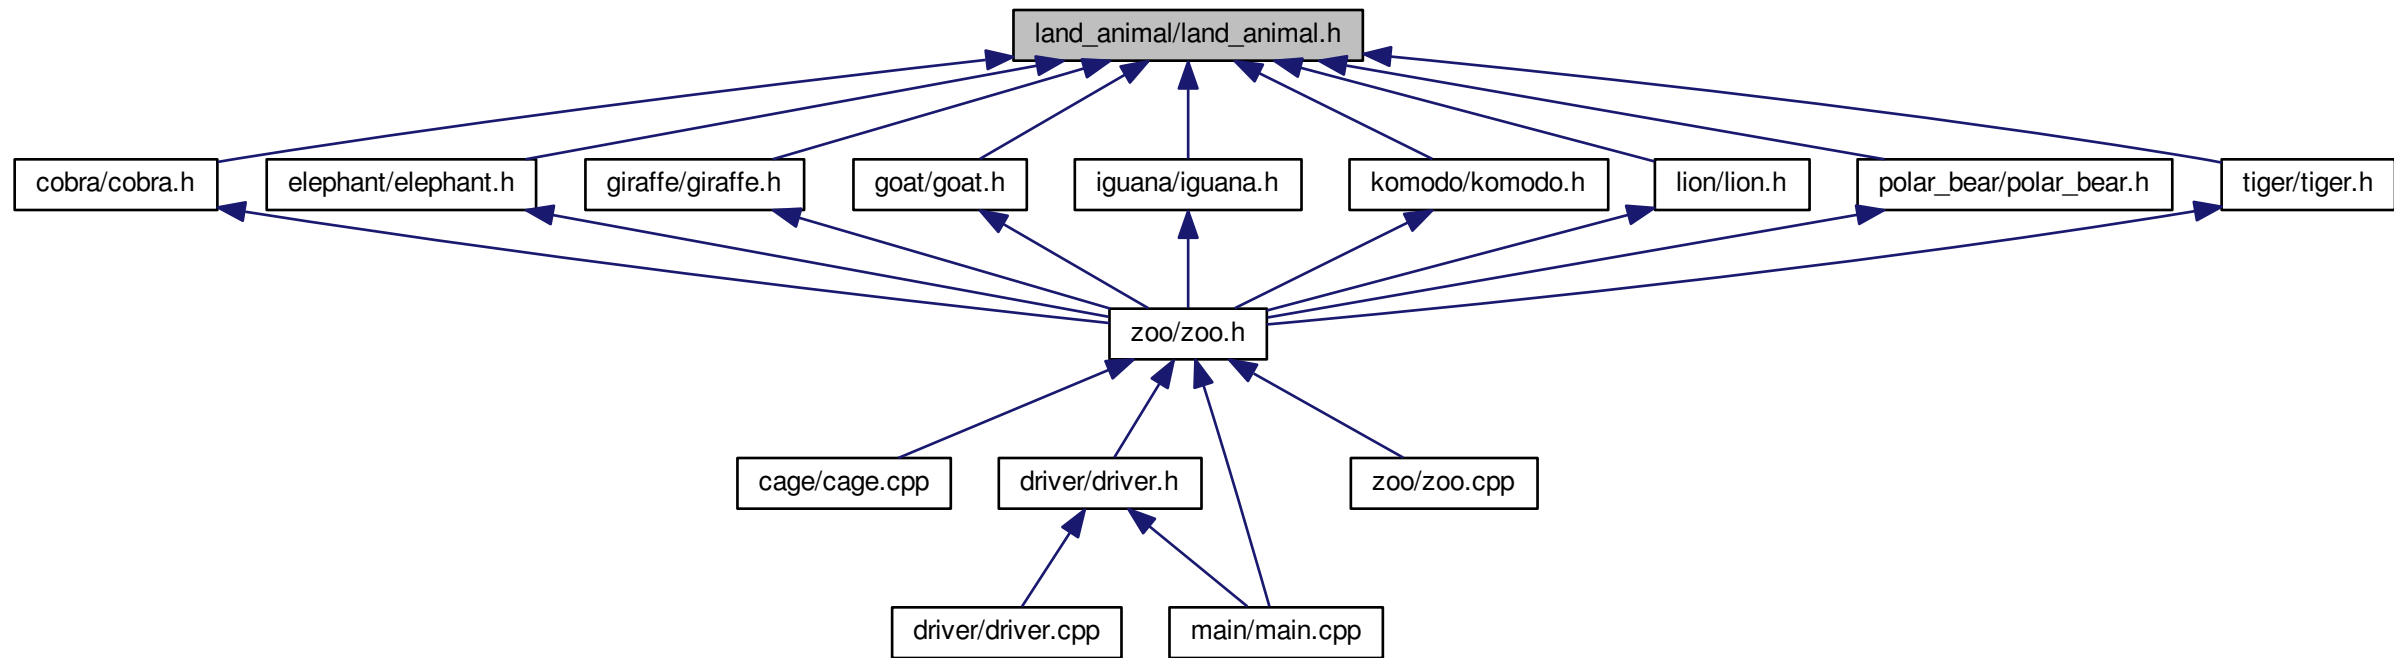 land_animal/land_animal.h
cobra/cobra.h
elephant/elephant.h
giraffe/giraffe.h
goat/goat.h
iguana/iguana.h
komodo/komodo.h
lion/lion.h
polar_bear/polar_bear.h
tiger/tiger.h
zoo/zoo.h
cage/cage.cpp
driver/driver.h
zoo/zoo.cpp
driver/driver.cpp
main/main.cpp